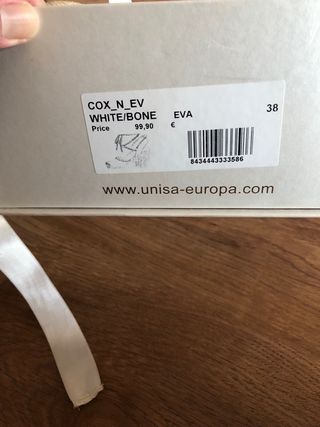 COX_N_EV
WHITE/BONE EVA 38
Price 99,90 €
8434443333586
www.unisa-europa.com